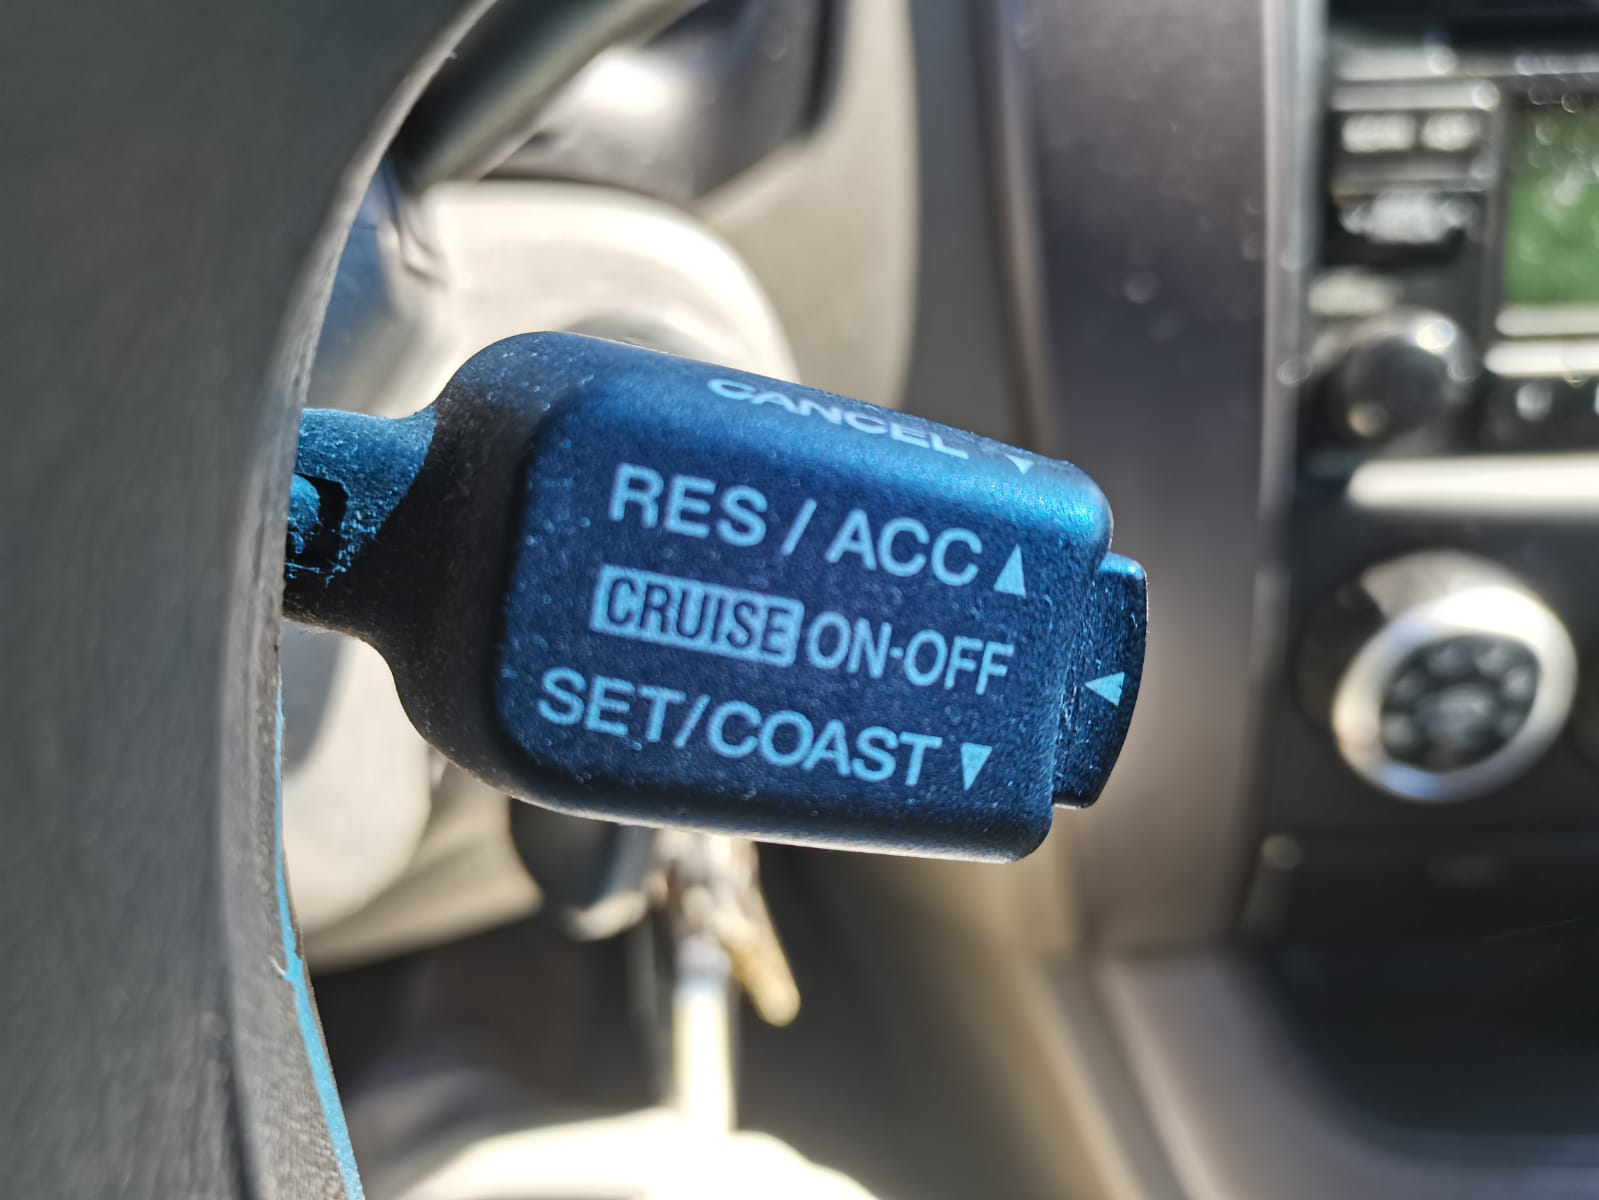 CANCEL ▼
RES / ACC ▲
CRUISE ON·OFF ◀
SET/COAST ▼